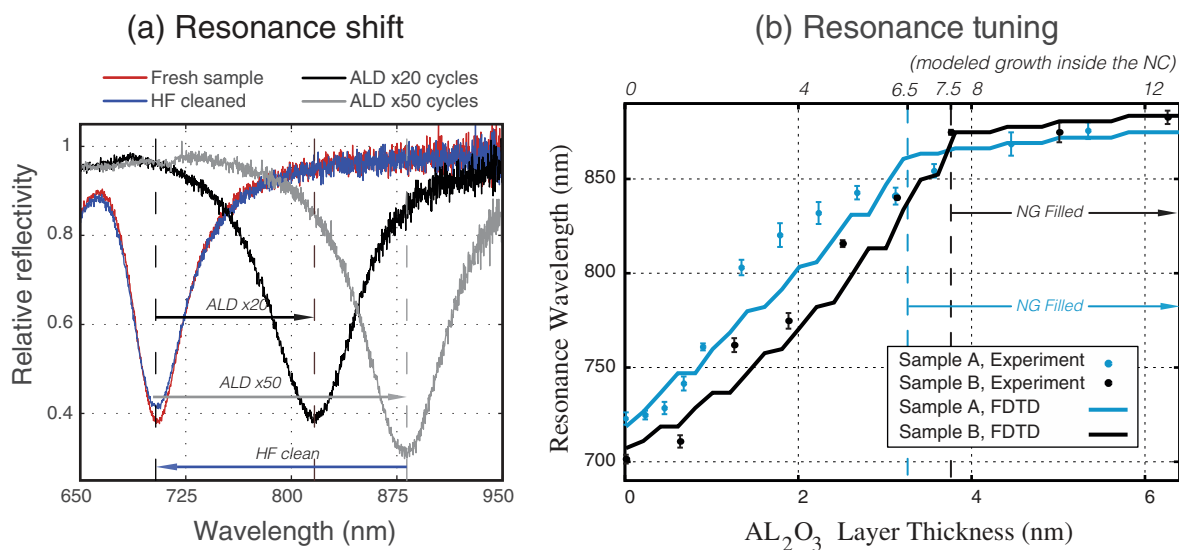 (a) Resonance shift
Fresh sample
ALD x20 cycles
HF cleaned
ALD x50 cycles
1
0.8
0.6
0.4
Relative reflectivity
ALD x20
ALD x50
HF clean
650
725
800
875
950
Wavelength (nm)
(b) Resonance tuning
(modeled growth inside the NC)
0
4
6.5
7.5
8
12
850
800
750
700
Resonance Wavelength (nm)
NG Filled
NG Filled
Sample A, Experiment
Sample B, Experiment
Sample A, FDTD
Sample B, FDTD
0
2
4
6
AL₂O₃ Layer Thickness (nm)